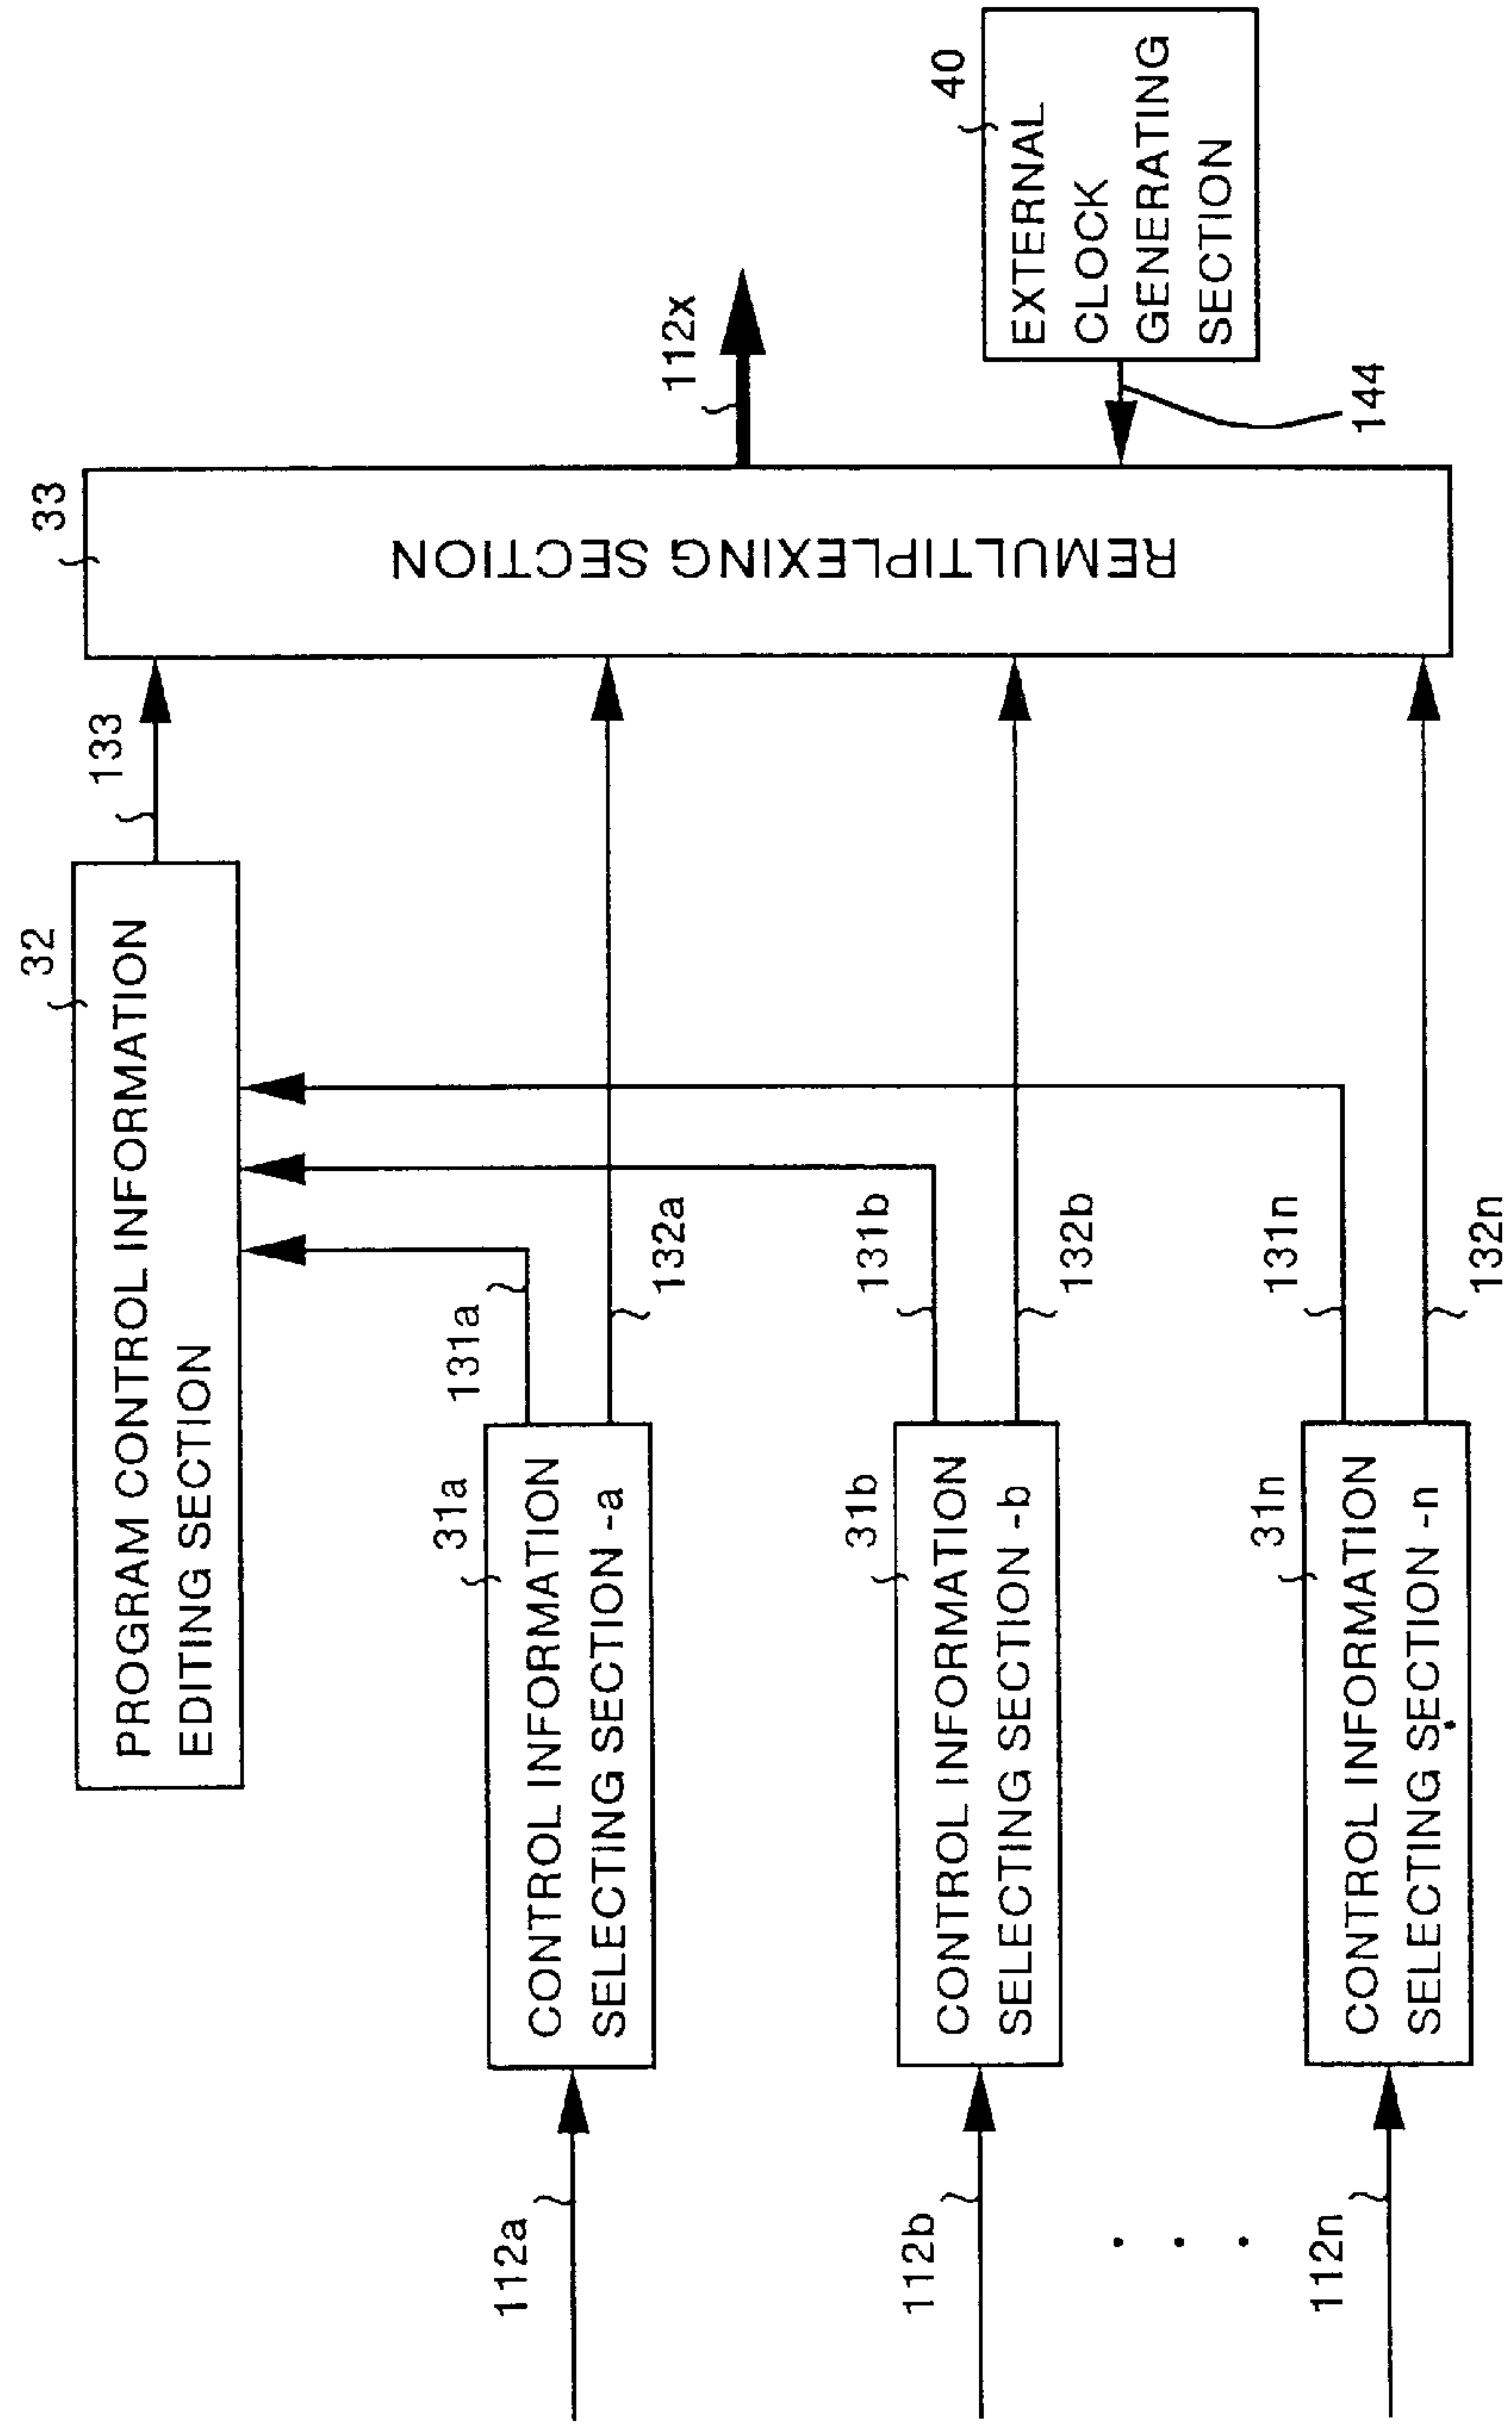 32
PROGRAM CONTROL INFORMATION
EDITING SECTION
133
33
REMULTIPLEXING SECTION
112x
40
EXTERNAL
CLOCK
GENERATING
SECTION
144
112a
31a
CONTROL INFORMATION
SELECTING SECTION -a
131a
132a
112b
31b
CONTROL INFORMATION
SELECTING SECTION -b
131b
132b
. . .
112n
31n
CONTROL INFORMATION
SELECTING SECTION -n
131n
132n